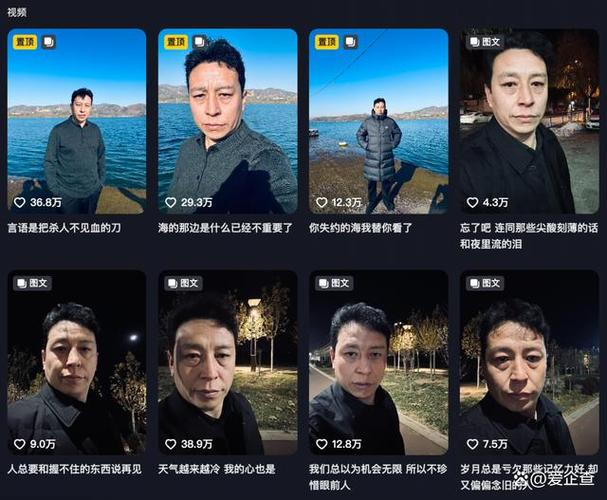 视频
置顶
置顶
置顶
图文
36.8万
29.3万
12.3万
4.3万
言语是把杀人不见血的刀
海的那边是什么已经不重要了
你失约的海我替你看了
忘了吧 连同那些尖酸刻薄的话
和夜里流的泪
图文
图文
图文
图文
9.0万
38.9万
12.8万
7.5万
人总要和握不住的东西说再见
天气越来越冷 我的心也是
我们总以为机会无限 所以不珍
惜眼前人
岁月总是亏欠那些记忆力好 却
又偏偏念旧的人
爱企查